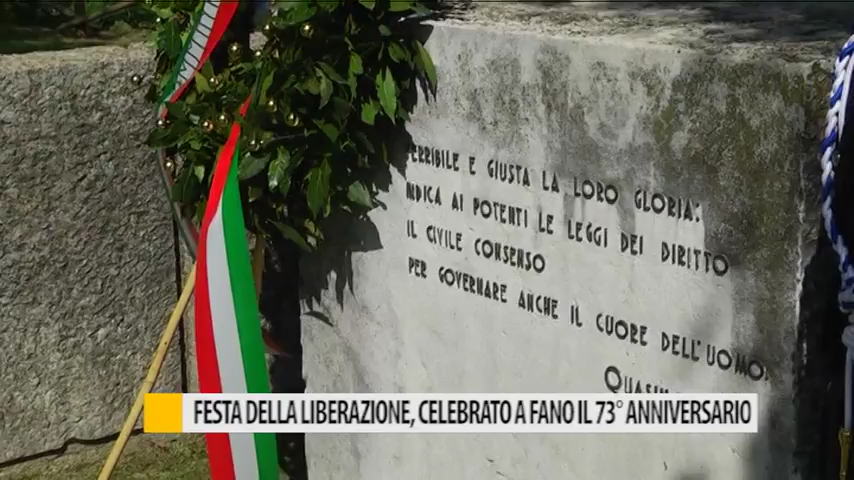 ERRIBILE E GIUSTA LA LORO GLORIA:
INDICA AI POTENTI LE LEGGI DEI DIRITTO
IL CIVILE CONSENSO
PER GOVERNARE ANCHE IL CUORE DELL'UOMO.
FESTA DELLA LIBERAZIONE, CELEBRATO A FANO IL 73° ANNIVERSARIO